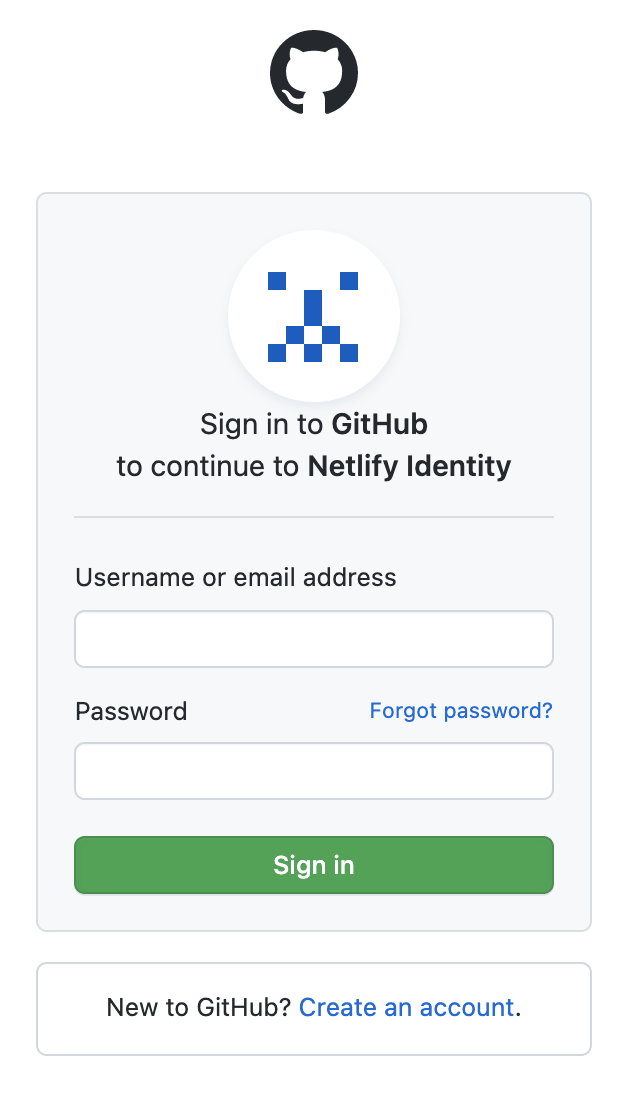 Sign in to GitHub
to continue to Netlify Identity
Username or email address
Password
Forgot password?
Sign in
New to GitHub? Create an account.